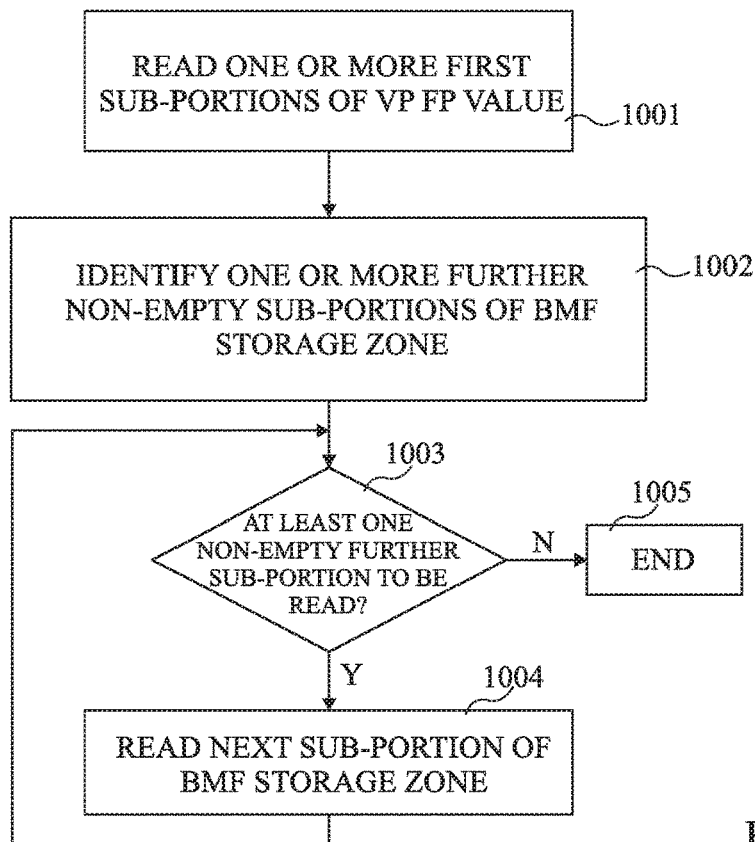 READ ONE OR MORE FIRST
SUB-PORTIONS OF VP FP VALUE
1001
IDENTIFY ONE OR MORE FURTHER
NON-EMPTY SUB-PORTIONS OF BMF
STORAGE ZONE
1002
1003
AT LEAST ONE
NON-EMPTY FURTHER
SUB-PORTION TO BE
READ?
N
1005
END
Y
1004
READ NEXT SUB-PORTION OF
BMF STORAGE ZONE